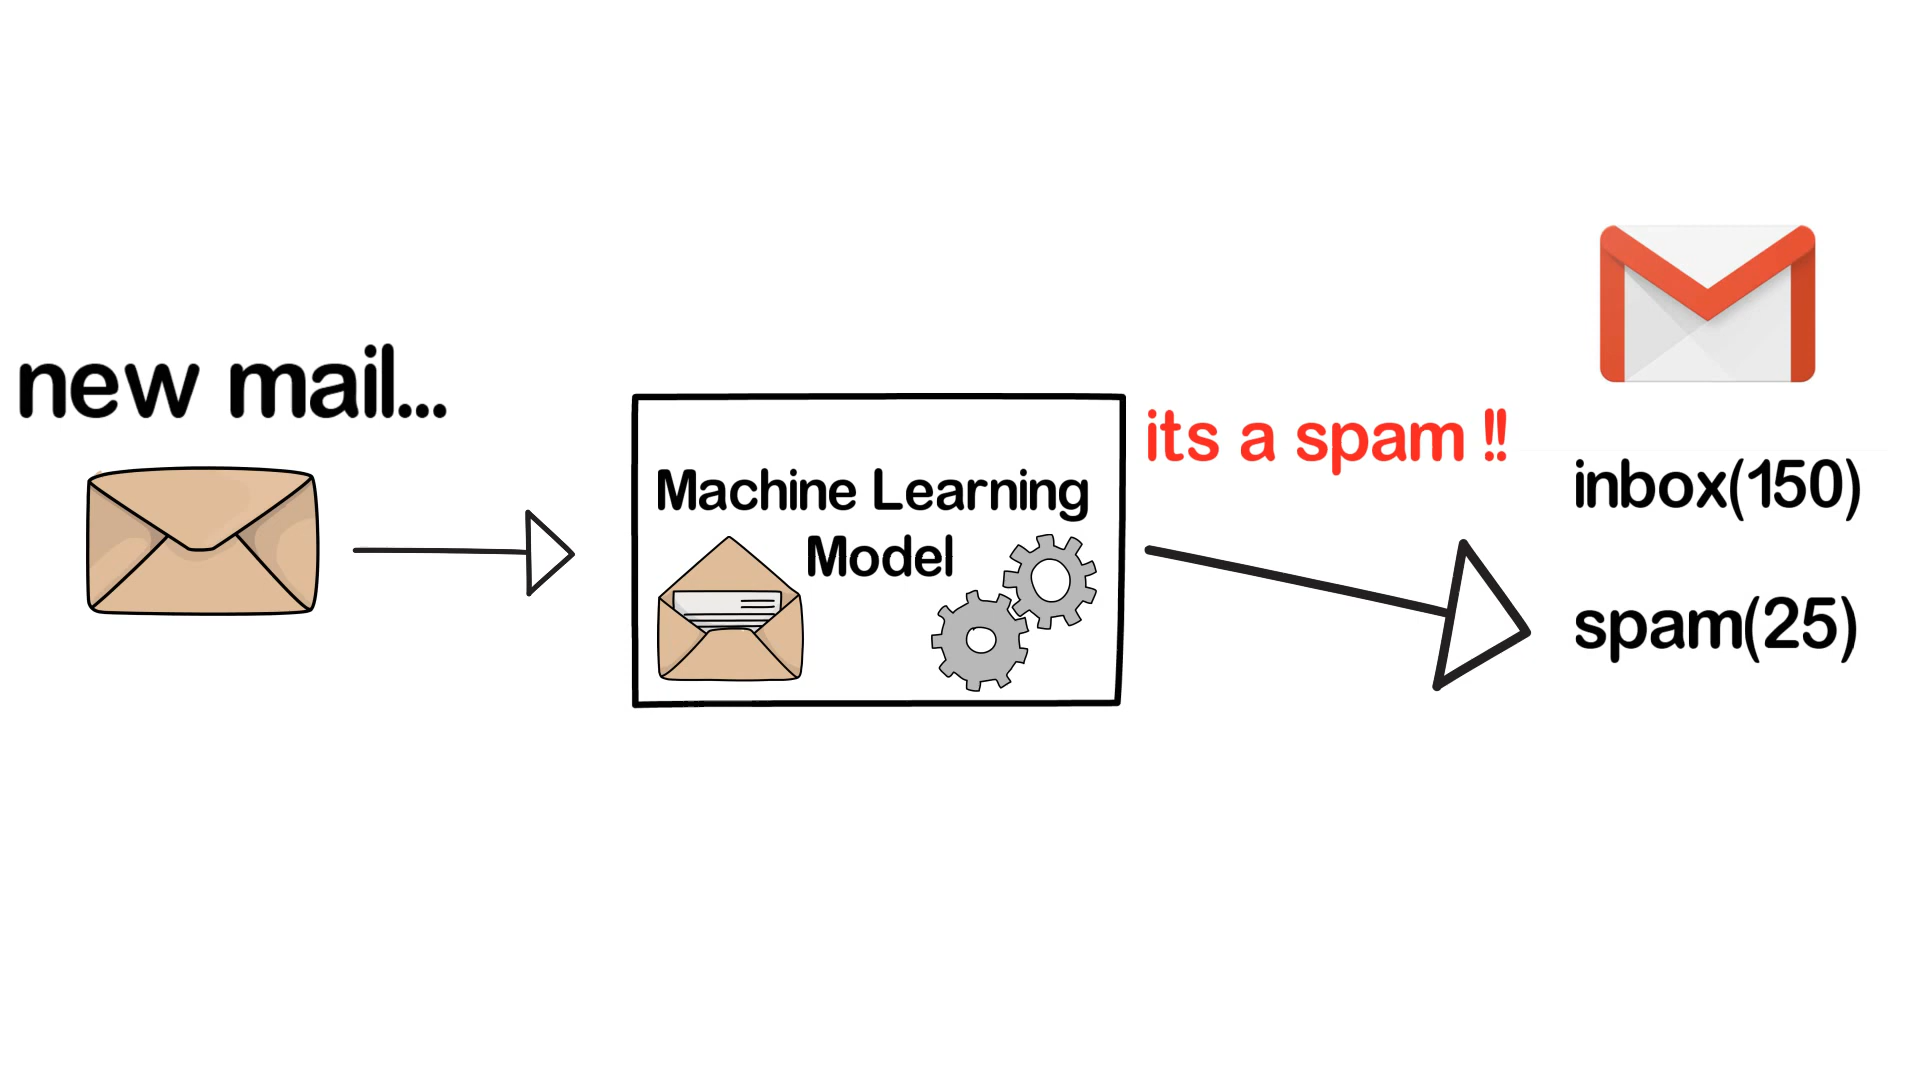 new mail...
Machine Learning
Model
its a spam !!
inbox(150)
spam(25)